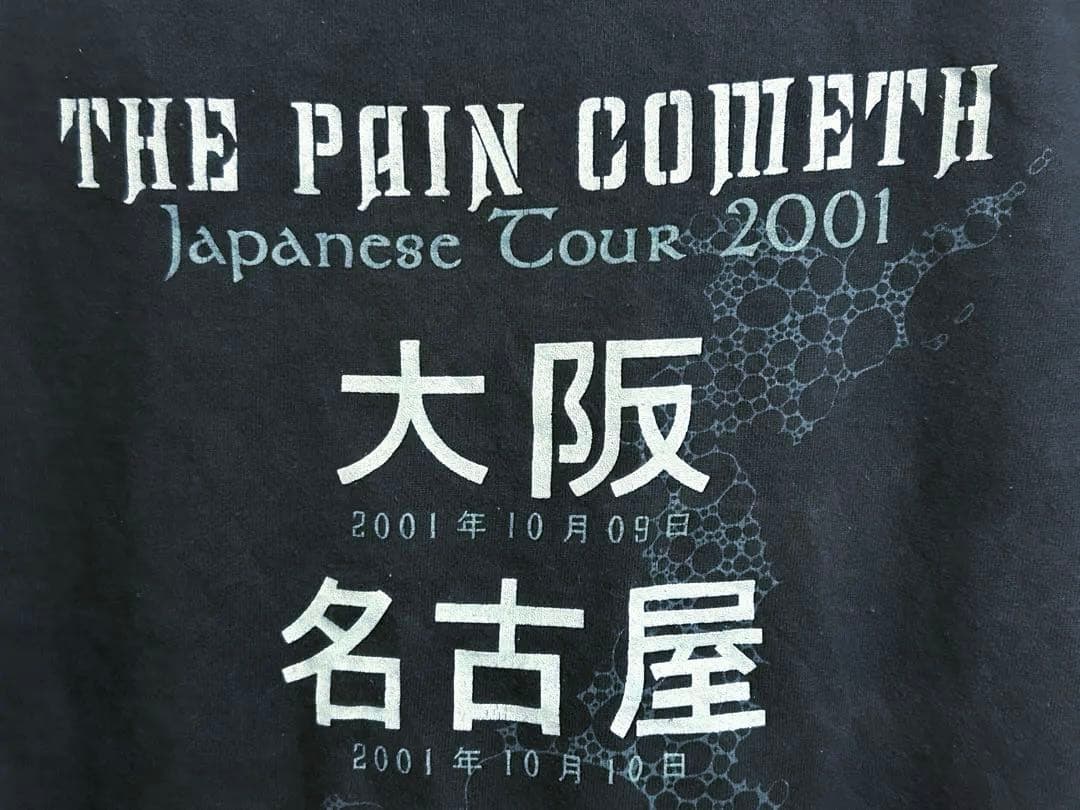 THE PAIN COMETH
Japanese Tour 2001
大阪
2001年10月09日
名古屋
2001年10月10日